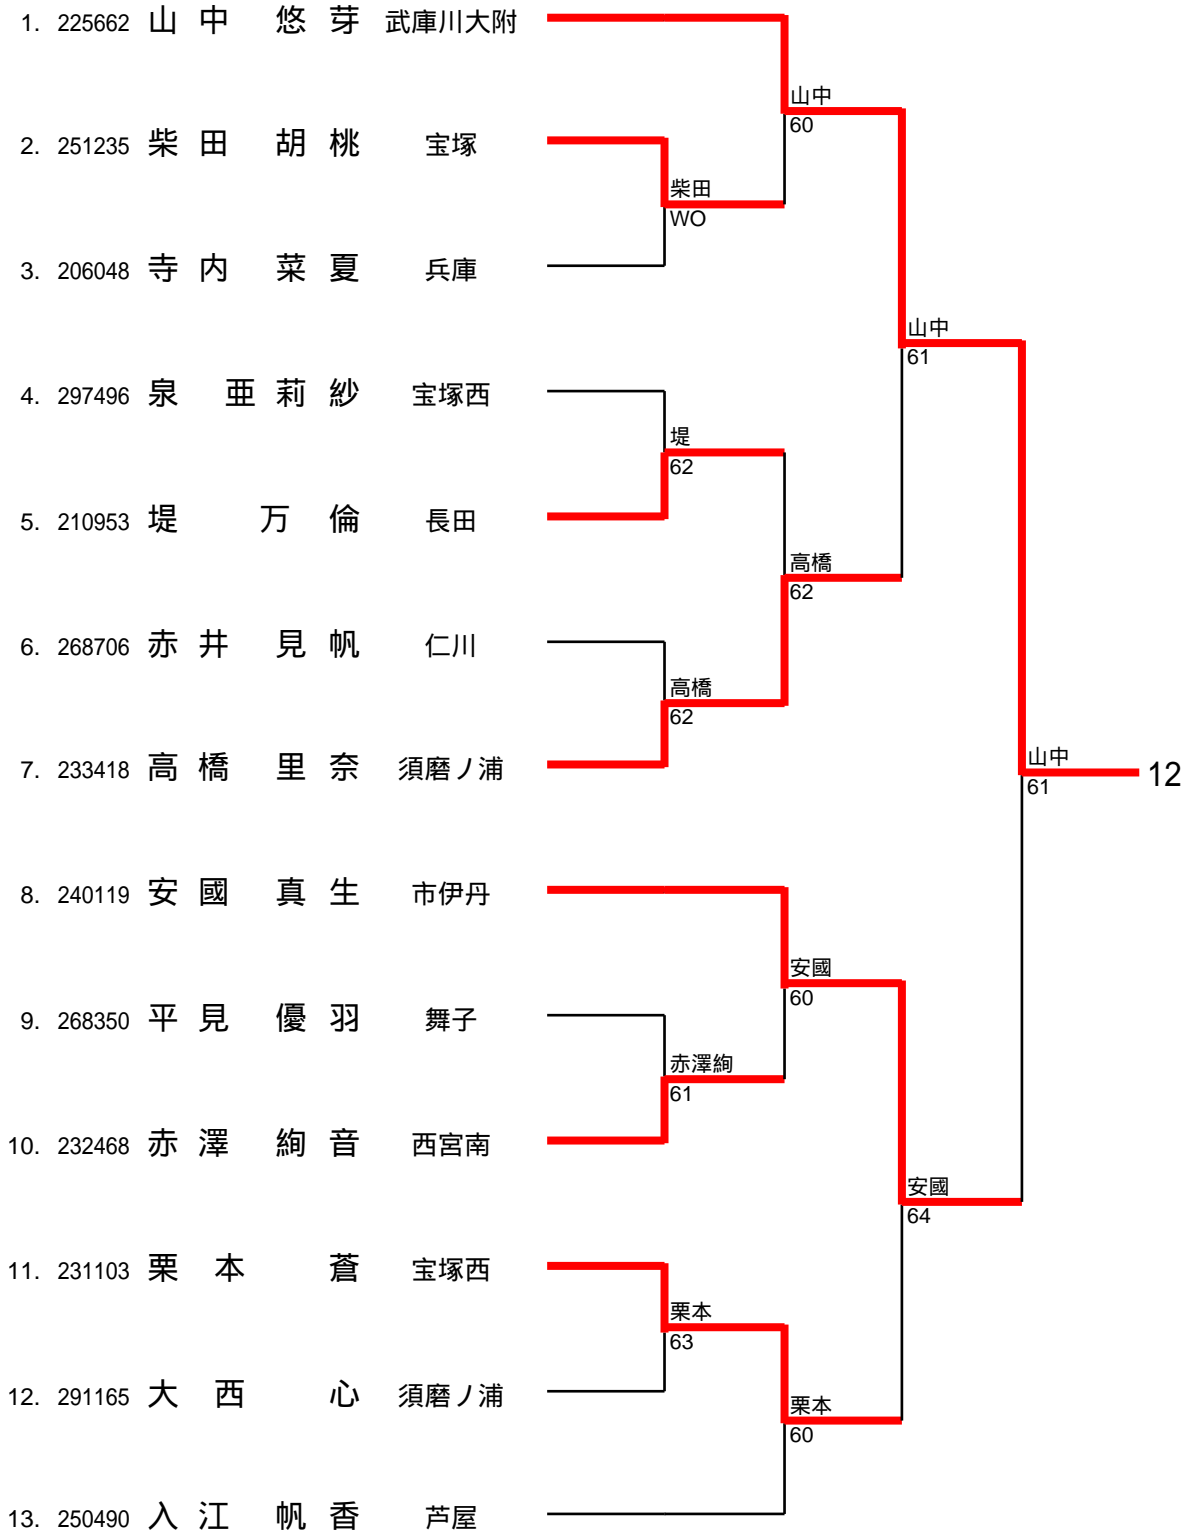 1. 225662 山中 悠芽 武庫川大附
山中
60
2. 251235 柴田 胡桃 宝塚
柴田
WO
3. 206048 寺内 菜夏 兵庫
山中
61
4. 297496 泉 亜莉紗 宝塚西
堤
62
5. 210953 堤 万倫 長田
高橋
62
6. 268706 赤井 見帆 仁川
高橋
62
7. 233418 高橋 里奈 須磨ノ浦
山中
61
12
8. 240119 安國 真生 市伊丹
安國
60
9. 268350 平見 優羽 舞子
赤澤絢
61
10. 232468 赤澤 絢音 西宮南
安國
64
11. 231103 栗本 蒼 宝塚西
栗本
63
12. 291165 大西 心 須磨ノ浦
栗本
60
13. 250490 入江 帆香 芦屋